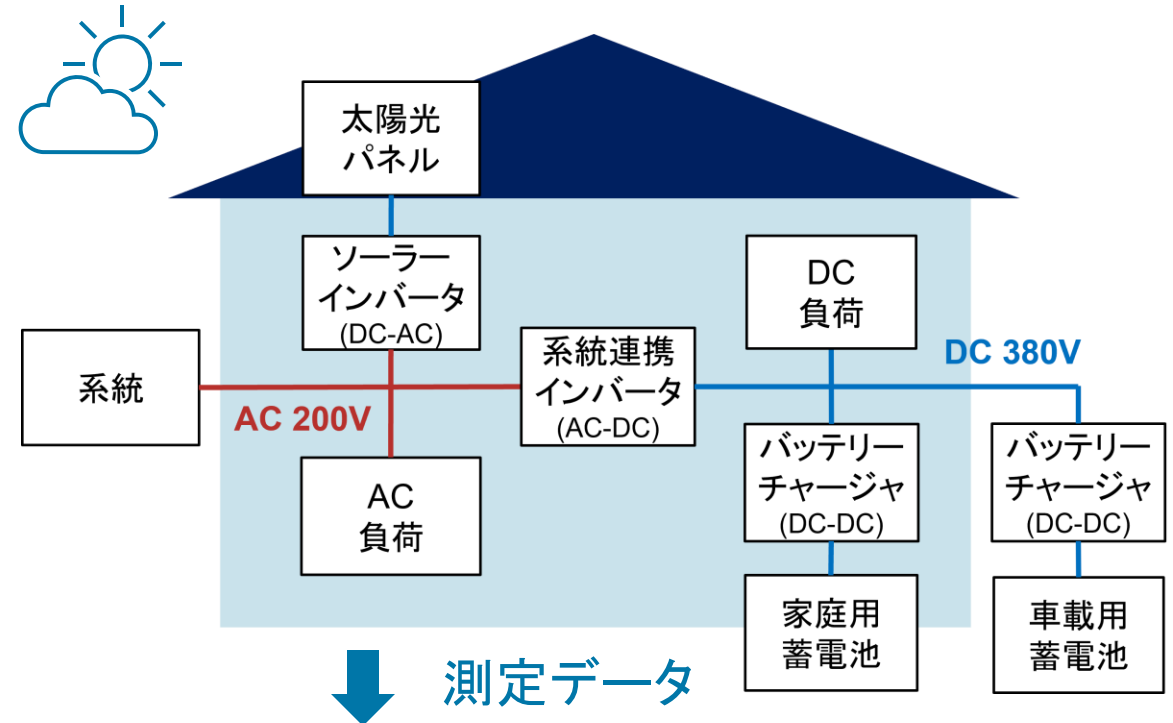 太陽光
パネル
ソーラー
インバータ
(DC-AC)
系統
AC 200V
AC
負荷
系統連携
インバータ
(AC-DC)
DC
負荷
DC 380V
バッテリー
チャージャ
(DC-DC)
バッテリー
チャージャ
(DC-DC)
家庭用
蓄電池
車載用
蓄電池
測定データ